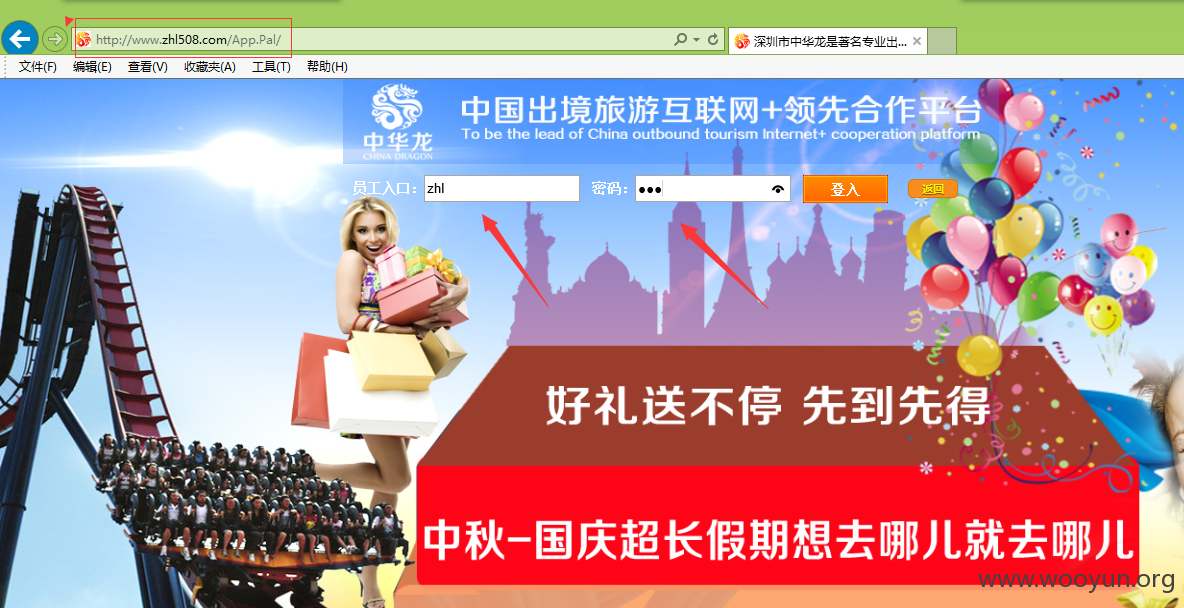 http://www.zhl508.com/App.Pal/
深圳市中华龙是著名专业出...
文件(F) 编辑(E) 查看(V) 收藏夹(A) 工具(T) 帮助(H)
中华龙
CHINA DRAGON
中国出境旅游互联网+领先合作平台
To be the lead of China outbound tourism Internet+ cooperation platform
员工入口： zhl 密码： ●●● 登入 返回
好礼送不停 先到先得
中秋-国庆超长假期想去哪儿就去哪儿
www.wooyun.org